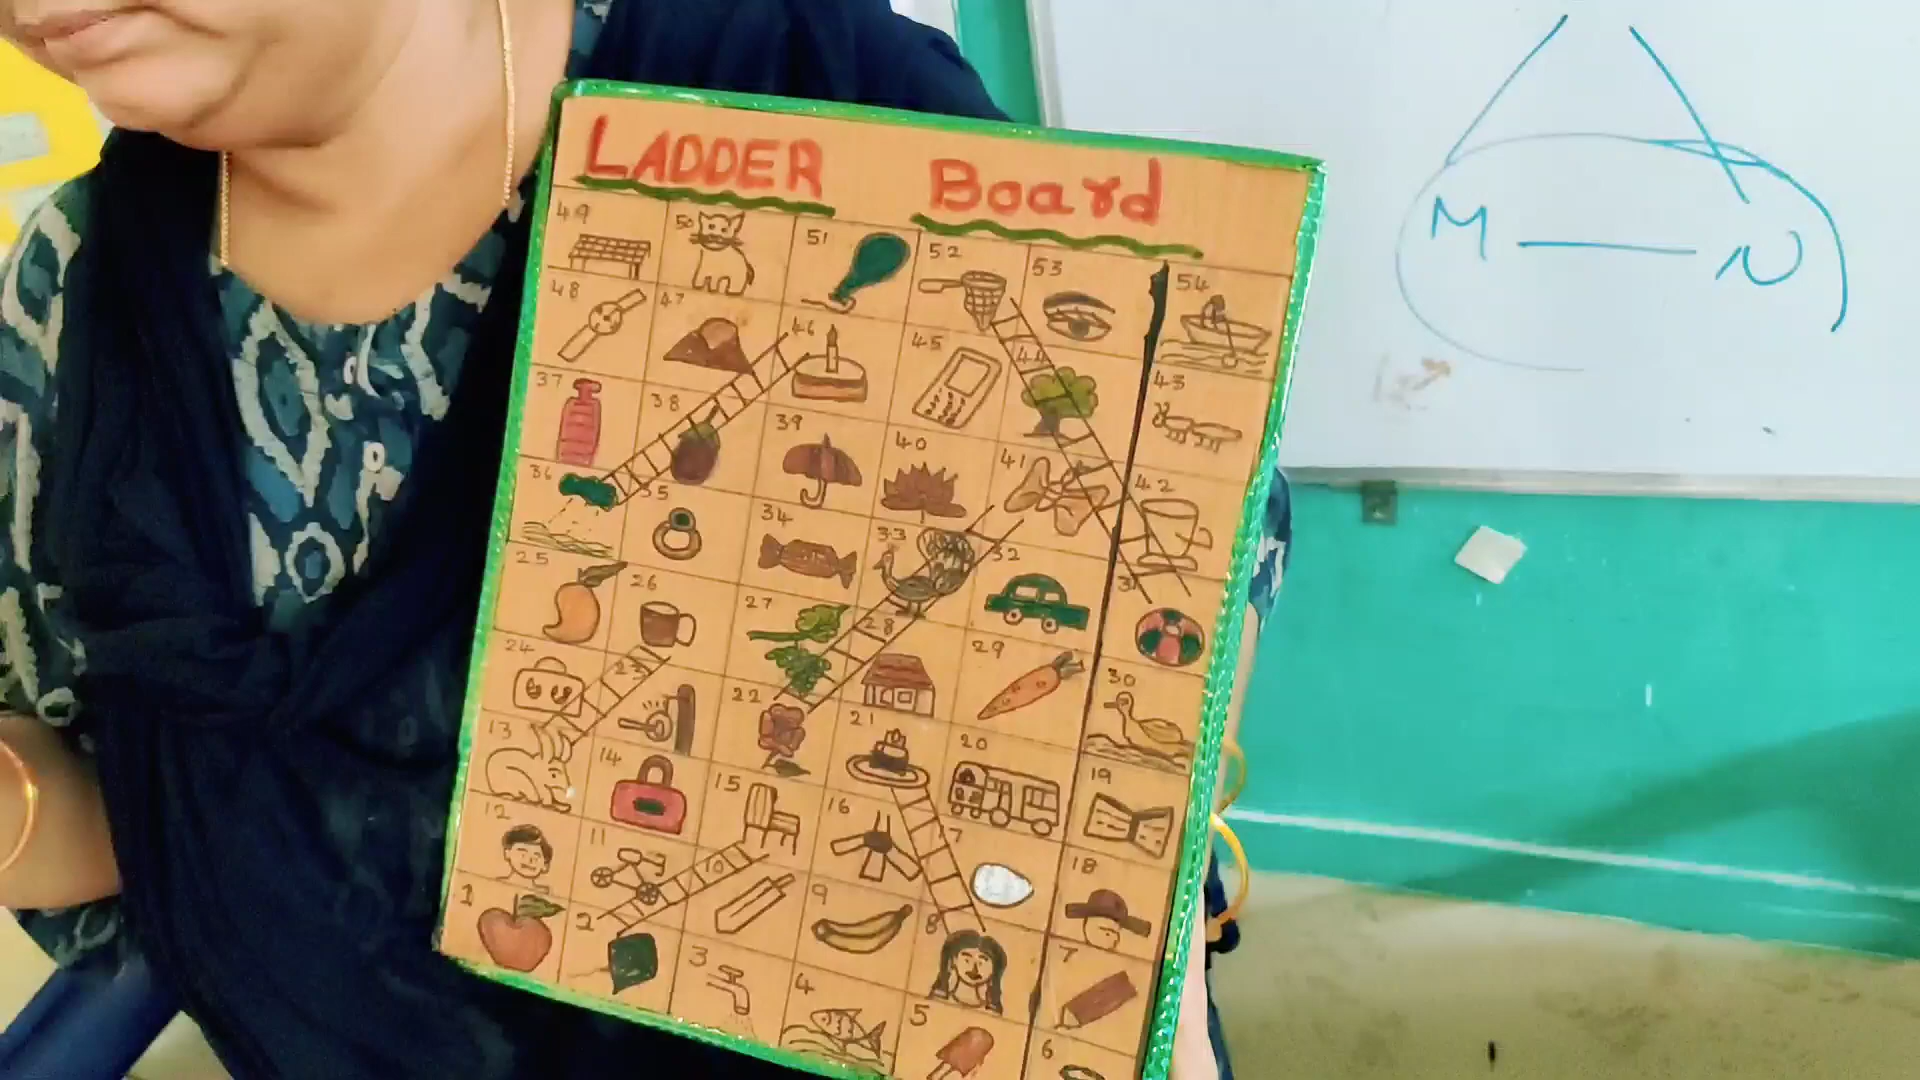 LADDER Board
49 50 51 52 53 54
48 47 46 45 44 43
37 38 39 40 41 42
36 35 34 33 32 31
25 26 27 28 29 30
24 23 22 21 20 19
13 14 15 16 17 18
12 11 10 9 8 7
1 2 3 4 5 6
M N